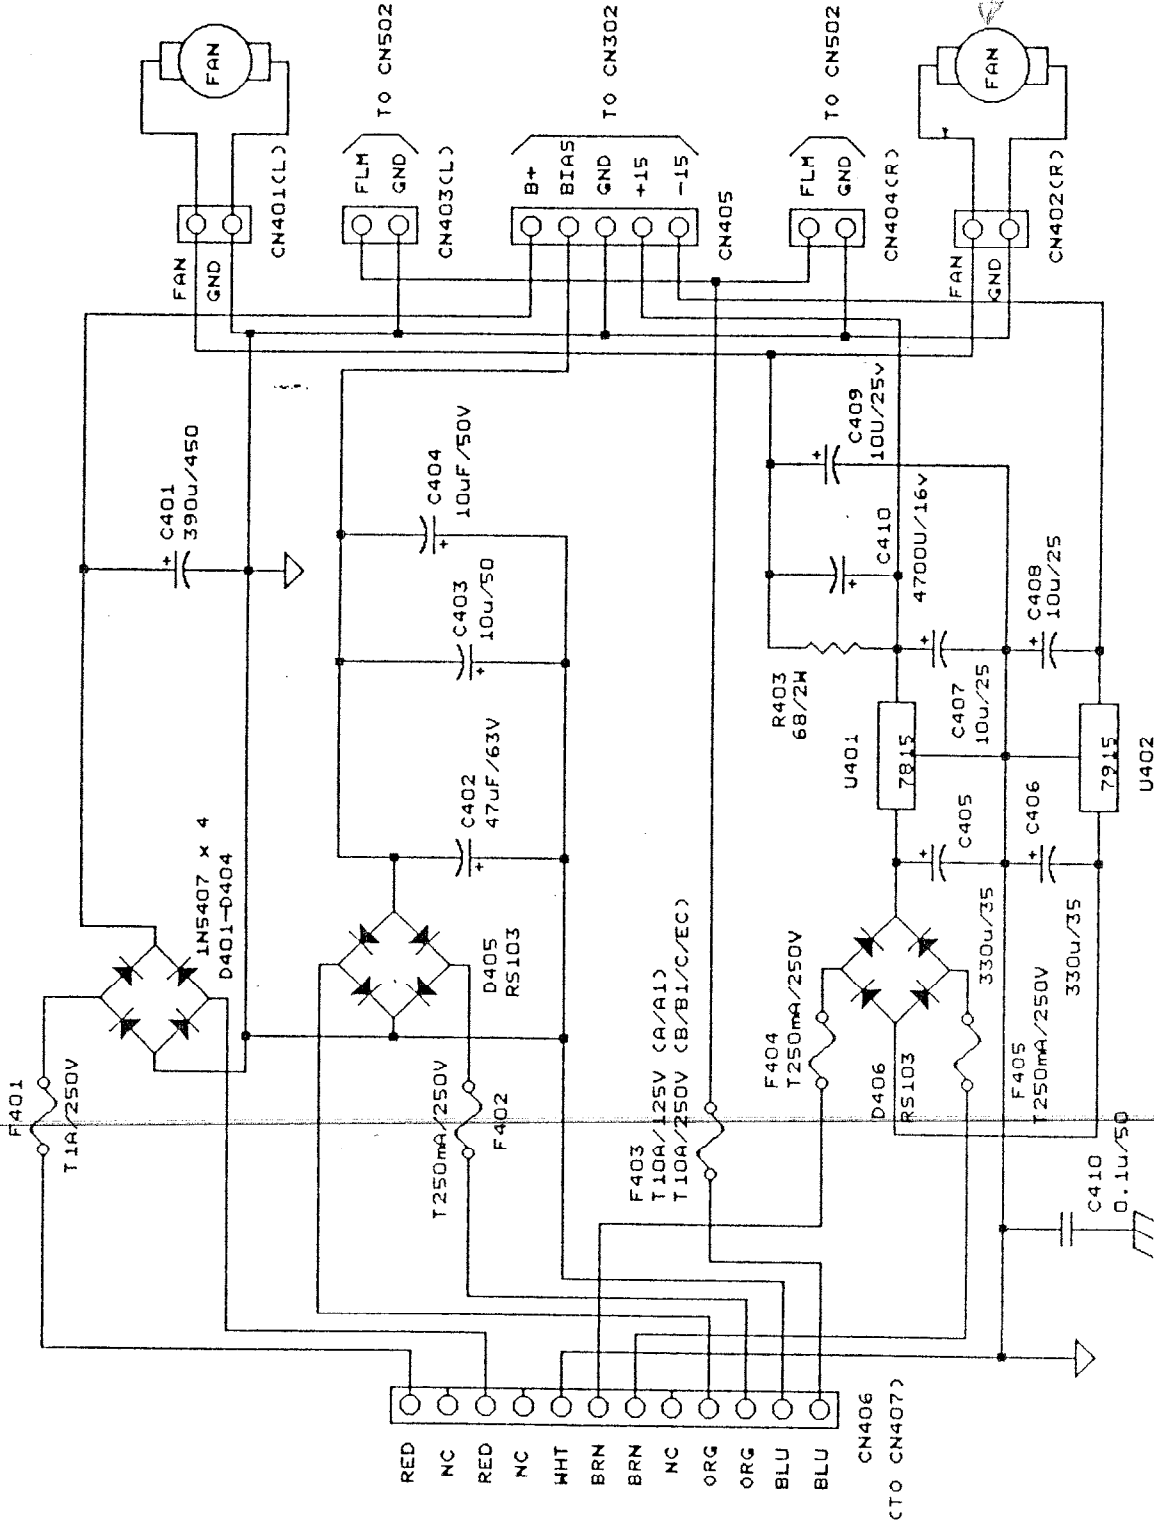 FAN
CN401(L)
FAN
GND
TO CN502
FLM
GND
CN403(L)
TO CN302
B+
BIAS
GND
+15
-15
CN405
TO CN502
FLM
GND
CN404(R)
FAN
CN402(R)
FAN
GND
+
C401
390u/450
C404
10uF/50V
+
C403
10u/50
+
C402
47uF/63V
+
C409
10U/25v
+
C410
4700U/16v
+
R403
68/2W
C407
10u/25
+
C408
10u/25
+
U401
7815
7915
U402
C405
330u/35
+
C406
330u/35
+
1N5407 x 4
D401-D404
D405
RS103
D406
RS103
F401
T1A/250V
T250mA/250V
F402
F403
T10A/125V (A/A1)
T10A/250V (B/B1/C/EC)
F404
T250mA/250V
F405
T250mA/250V
C410
0.1u/50
RED
NC
RED
NC
WHT
BRN
BRN
NC
ORG
ORG
BLU
BLU
CN406
(TO CN407)